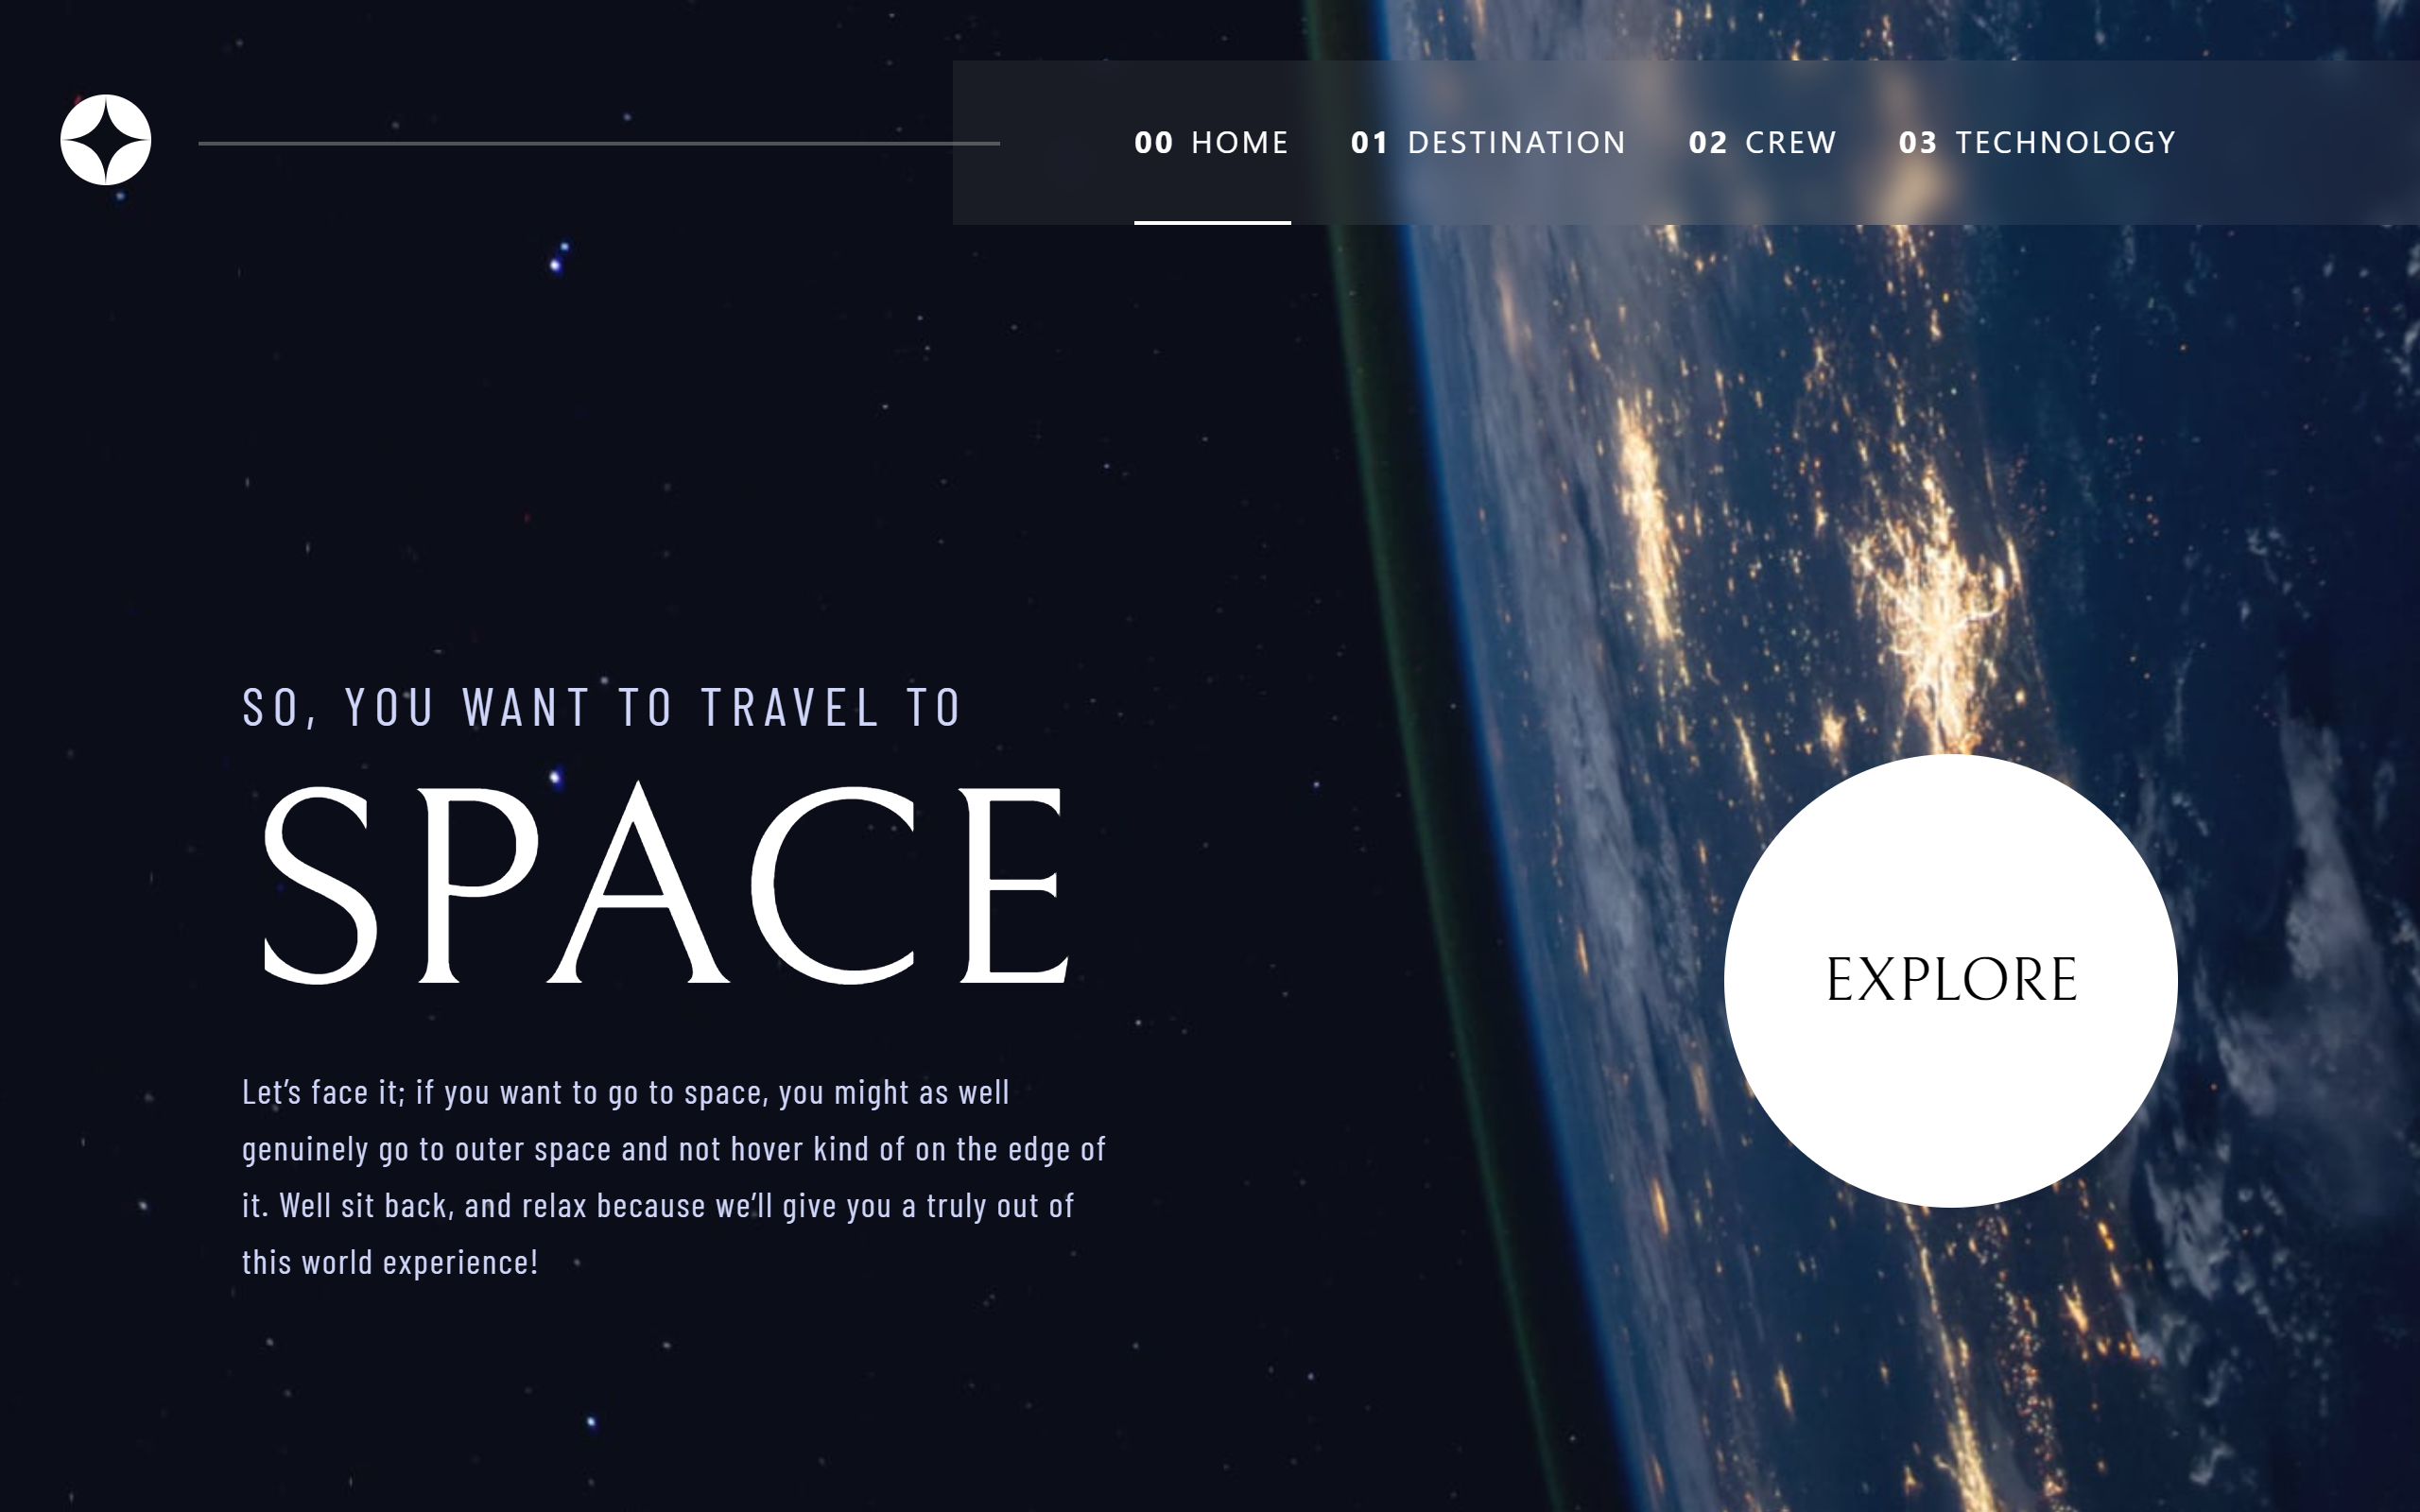 00 HOME 01 DESTINATION 02 CREW 03 TECHNOLOGY
SO, YOU WANT TO TRAVEL TO
SPACE
Let’s face it; if you want to go to space, you might as well
genuinely go to outer space and not hover kind of on the edge of
it. Well sit back, and relax because we’ll give you a truly out of
this world experience!
EXPLORE